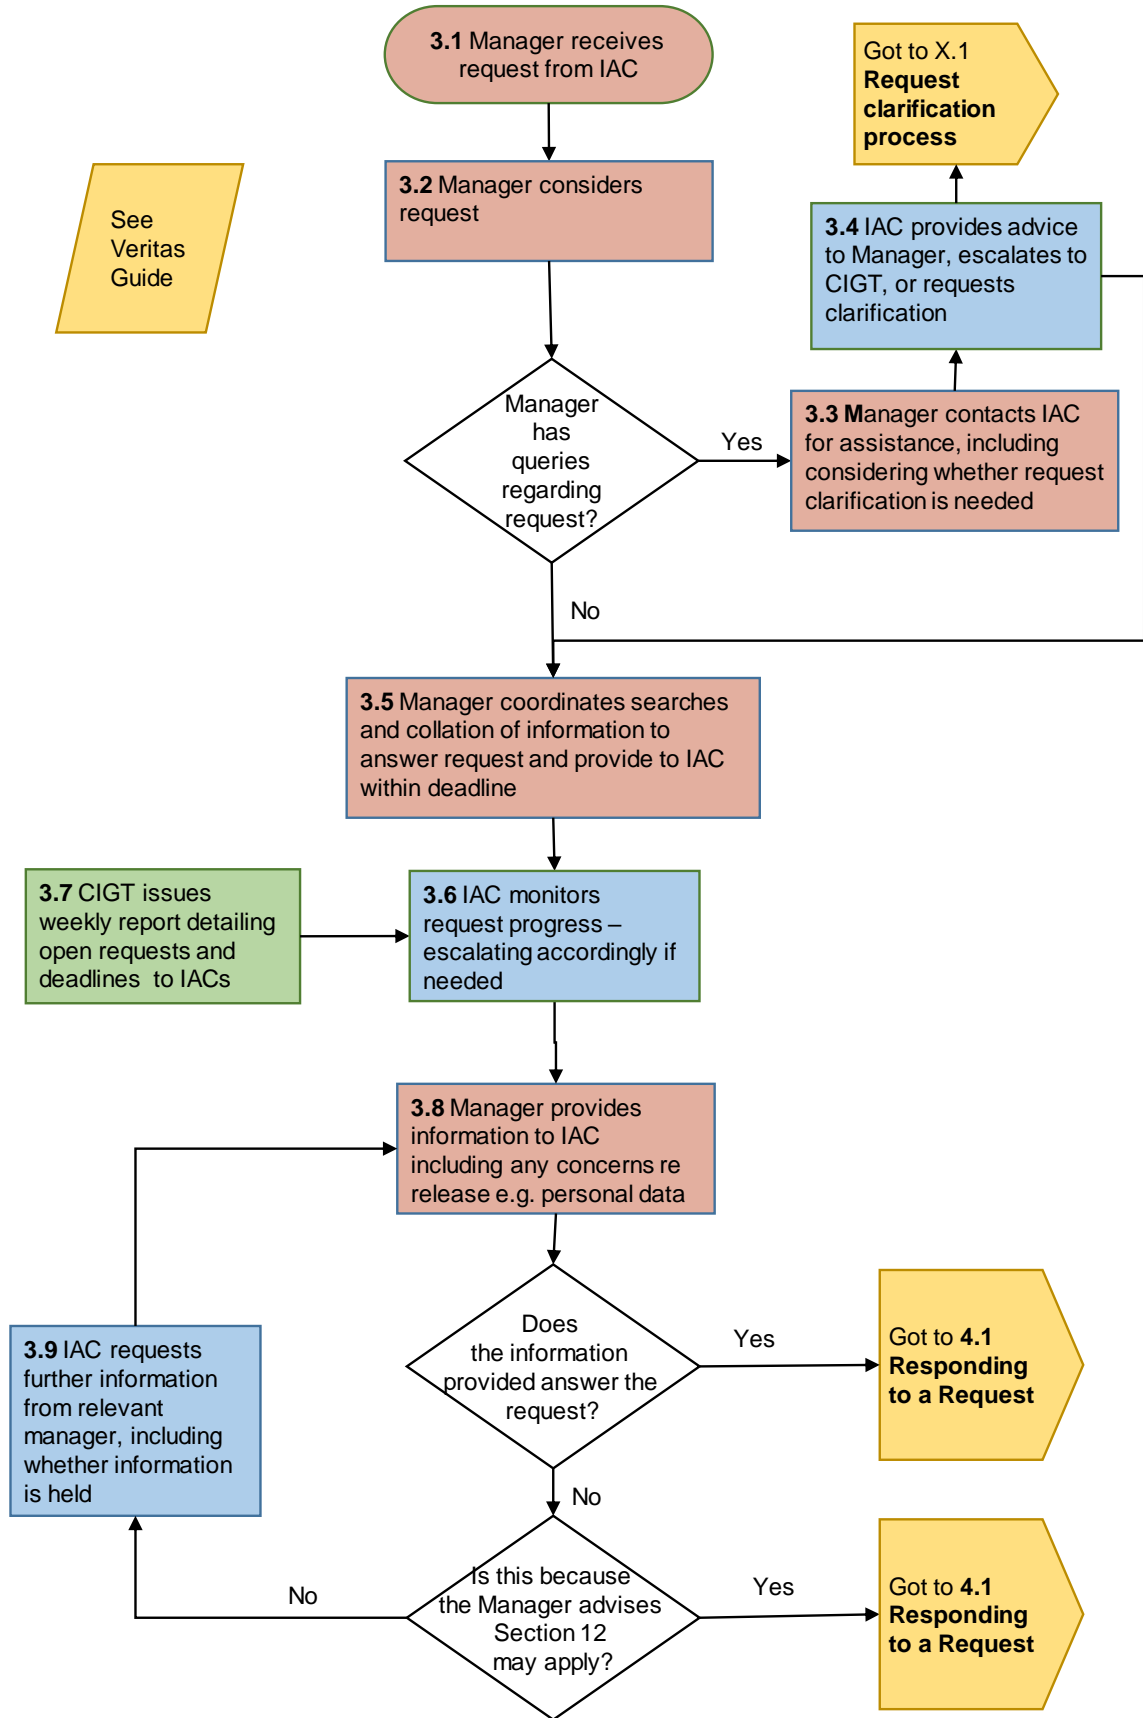 3.1 Manager receives
request from IAC
Got to X.1
Request
clarification
process
See
Veritas
Guide
3.2 Manager considers
request
3.4 IAC provides advice
to Manager, escalates to
CIGT, or requests
clarification
Manager
has
queries
regarding
request?
Yes
3.3 Manager contacts IAC
for assistance, including
considering whether request
clarification is needed
No
3.5 Manager coordinates searches
and collation of information to
answer request and provide to IAC
within deadline
3.7 CIGT issues
weekly report detailing
open requests and
deadlines to IACs
3.6 IAC monitors
request progress –
escalating accordingly if
needed
3.8 Manager provides
information to IAC
including any concerns re
release e.g. personal data
Does
the information
provided answer the
request?
Yes
Got to 4.1
Responding
to a Request
3.9 IAC requests
further information
from relevant
manager, including
whether information
is held
No
Is this because
the Manager advises
Section 12
may apply?
No
Yes
Got to 4.1
Responding
to a Request